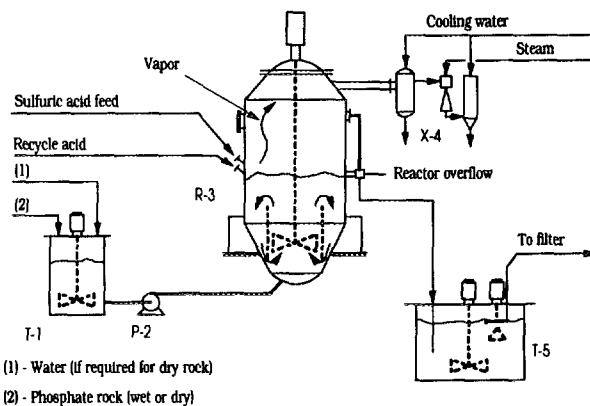 Cooling water
Steam
Vapor
Sulfuric acid feed
X-4
Recycle acid
(1)
Reactor overflow
R-3
(2)
To filter
T-1
P-2
T-5
(1) - Water (if required for dry rock)
(2) - Phosphate rock (wet or dry)